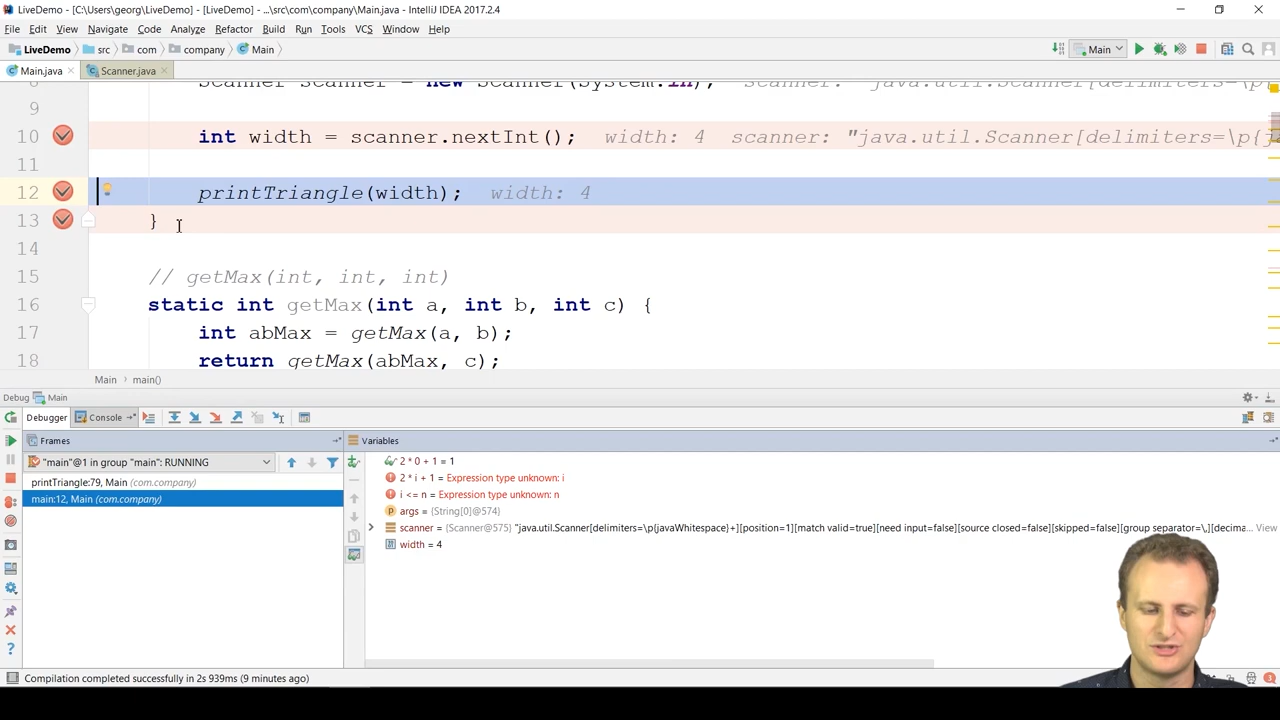 LiveDemo - [C:\Users\georg\LiveDemo] - [LiveDemo] - ...\src\com\company\Main.java - IntelliJ IDEA 2017.2.4
File Edit View Navigate Code Analyze Refactor Build Run Tools VCS Window Help
LiveDemo src com company Main Main
Main.java Scanner.java
Scanner scanner = new Scanner(System.in); scanner: "java.util.Scanner[delimiters=\p{javaWhitespa
9
10 int width = scanner.nextInt(); width: 4 scanner: "java.util.Scanner[delimiters=\p{j
11
12 printTriangle(width); width: 4
13 }
14
15 // getMax(int, int, int)
16 static int getMax(int a, int b, int c) {
17 int abMax = getMax(a, b);
18 return getMax(abMax, c);
Main › main()
Debug Main
Debugger Console
Frames Variables
"main"@1 in group "main": RUNNING
printTriangle:79, Main (com.company)
main:12, Main (com.company)
2 * 0 + 1 = 1
2 * i + 1 = Expression type unknown: i
i <= n = Expression type unknown: n
args = {String[0]@574}
scanner = {Scanner@575} "java.util.Scanner[delimiters=\p{javaWhitespace}+][position=1][match valid=true][need input=false][source closed=false][skipped=false][group separator=\,][decima... View
width = 4
Compilation completed successfully in 2s 939ms (9 minutes ago)